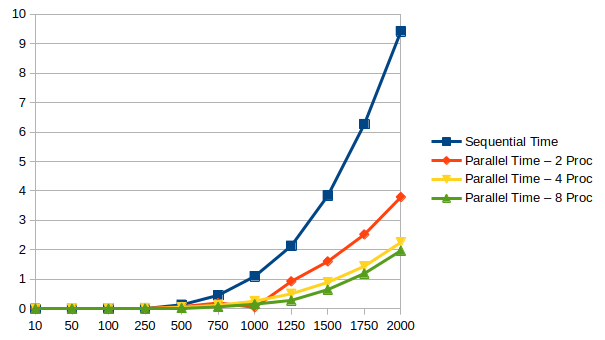 10
9
8
7
6
5
4
3
2
1
0
10 50 100 250 500 750 1000 1250 1500 1750 2000
Sequential Time
Parallel Time – 2 Proc
Parallel Time – 4 Proc
Parallel Time – 8 Proc